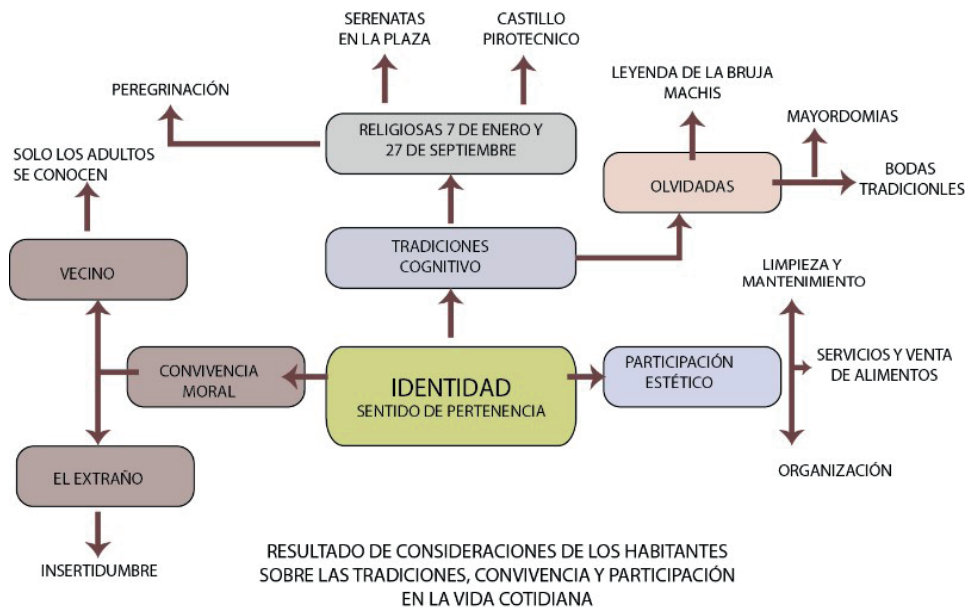 SERENATAS
EN LA PLAZA
CASTILLO
PIROTECNICO
LEYENDA DE LA BRUJA
MACHIS
PEREGRINACIÓN
MAYORDOMIAS
RELIGIOSAS 7 DE ENERO Y
27 DE SEPTIEMBRE
SOLO LOS ADULTOS
SE CONOCEN
OLVIDADAS
BODAS
TRADICIONLES
TRADICIONES
COGNITIVO
VECINO
LIMPIEZA Y
MANTENIMIENTO
CONVIVENCIA
MORAL
IDENTIDAD
SENTIDO DE PERTENENCIA
PARTICIPACIÓN
ESTÉTICO
SERVICIOS Y VENTA
DE ALIMENTOS
EL EXTRAÑO
ORGANIZACIÓN
INSERTIDUMBRE
RESULTADO DE CONSIDERACIONES DE LOS HABITANTES
SOBRE LAS TRADICIONES, CONVIVENCIA Y PARTICIPACIÓN
EN LA VIDA COTIDIANA